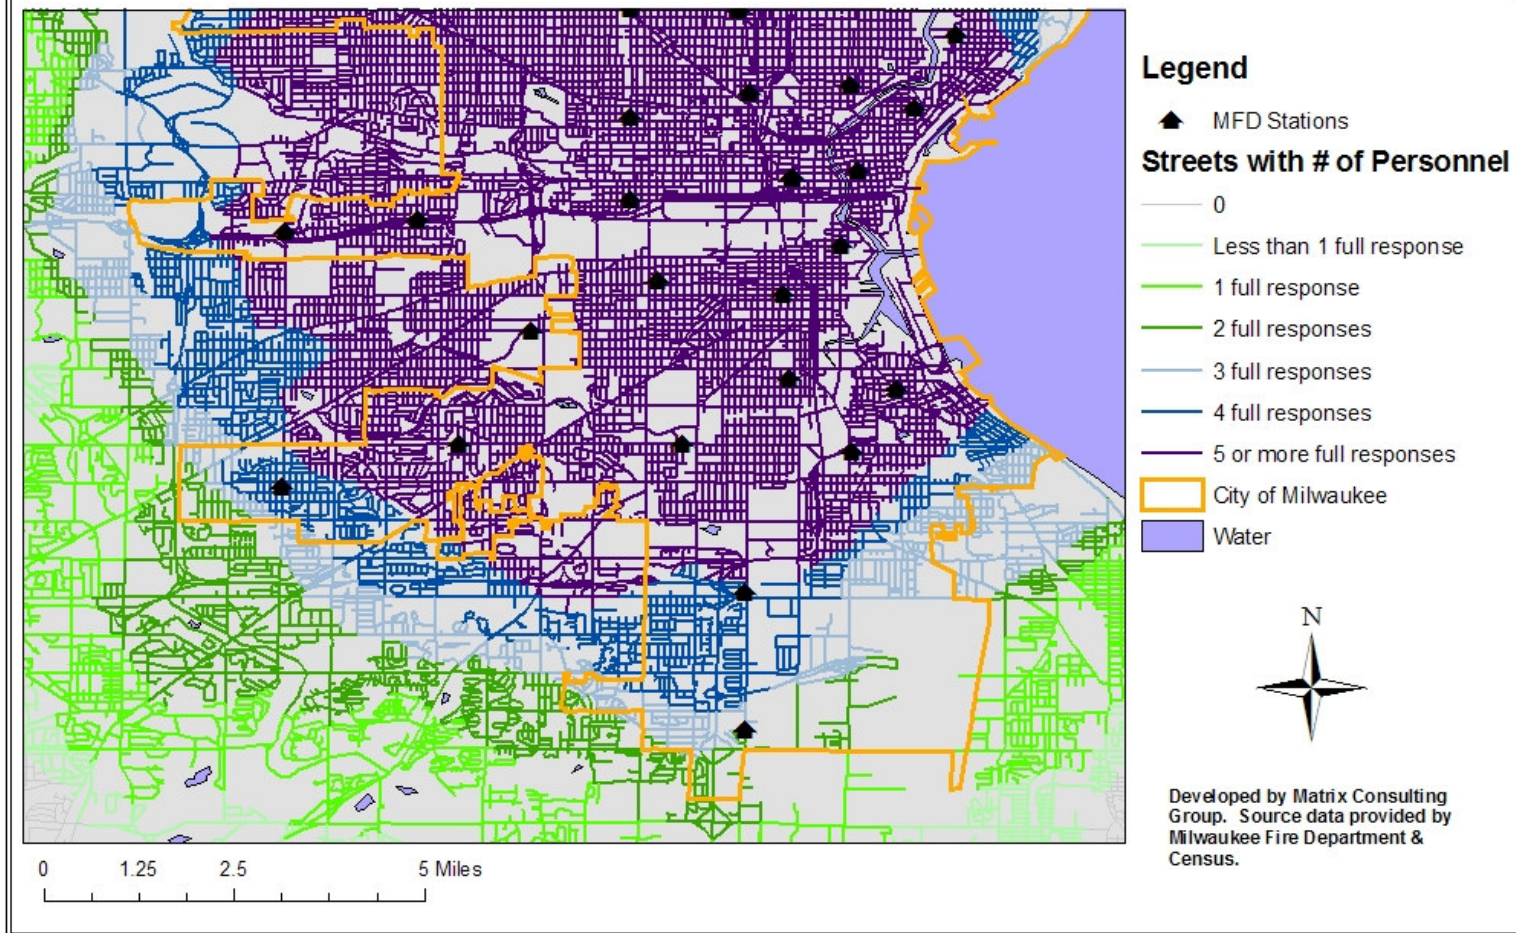 Legend
MFD Stations
Streets with # of Personnel
0
Less than 1 full response
1 full response
2 full responses
3 full responses
4 full responses
5 or more full responses
City of Milwaukee
Water
N
Developed by Matrix Consulting
Group. Source data provided by
Milwaukee Fire Department &
Census.
0 1.25 2.5 5 Miles